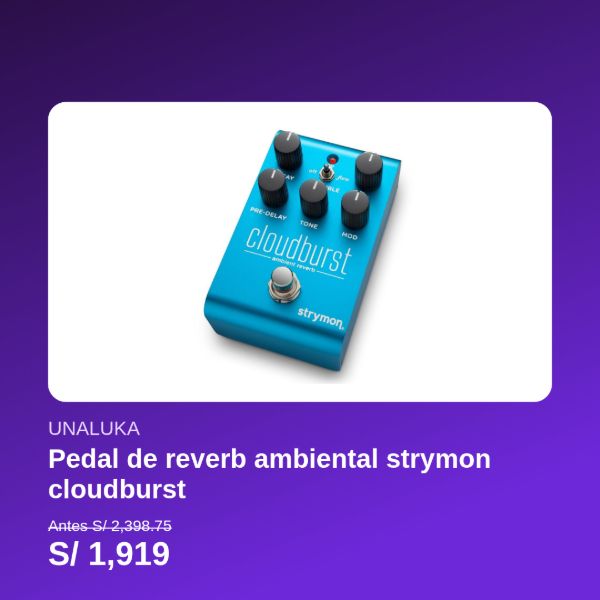 off
pre-delay
tone
mod
cloudburst
ambient reverb
strymon
UNALUKA
Pedal de reverb ambiental strymon
cloudburst
Antes S/ 2,398.75
S/ 1,919